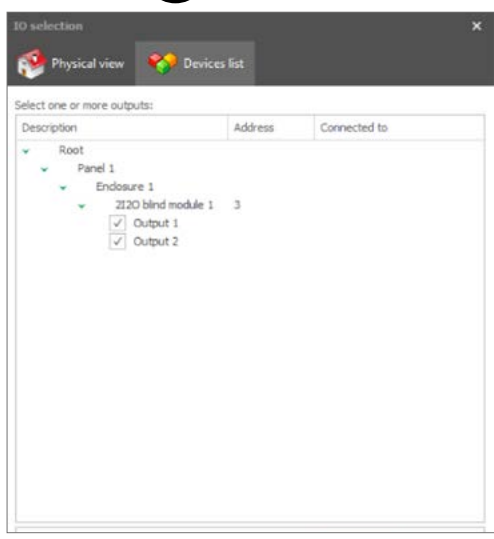 IO selection
Physical view Devices list
Select one or more outputs:
Description Address Connected to
Root
Panel 1
Endosure 1
2I2O blind module 1 3
Output 1
Output 2